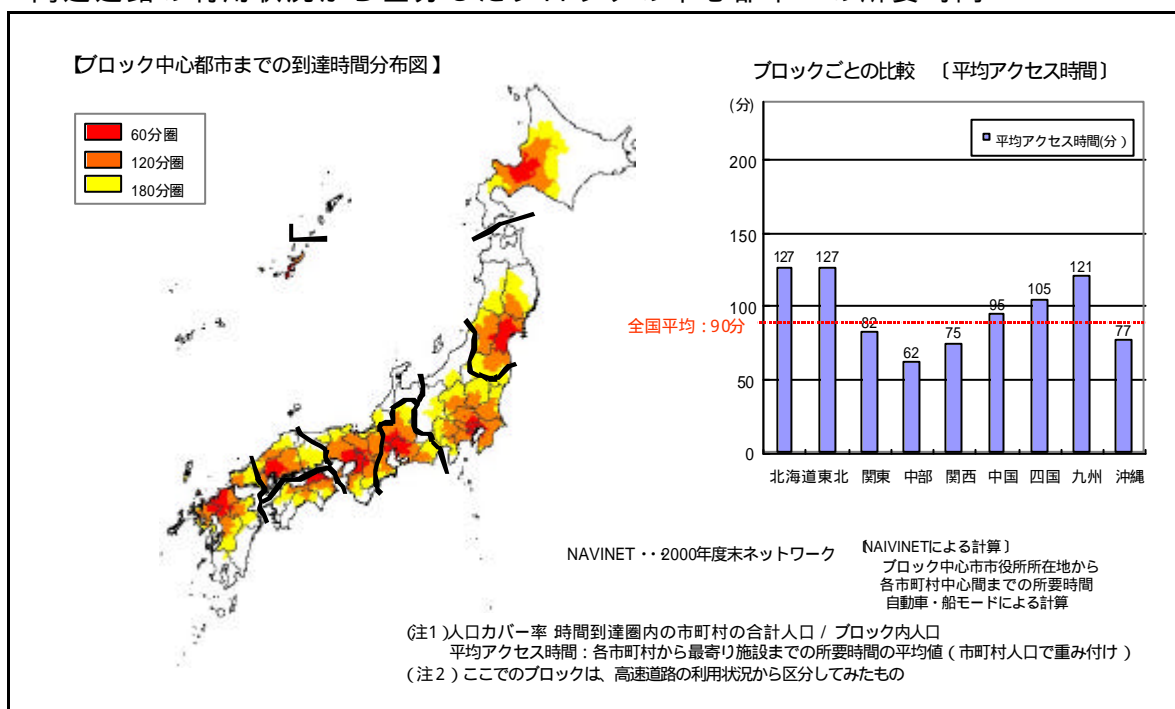 【ブロック中心都市までの到達時間分布図】
60分圏
120分圏
180分圏
ブロックごとの比較 〔平均アクセス時間〕
(分)
平均アクセス時間(分)
200
150
100
50
0
127
127
82
62
75
95
105
121
77
全国平均:90分
北海道東北 関東 中部 関西 中国 四国 九州 沖縄
NAVINET・・2000年度末ネットワーク
〔NAIVINETによる計算〕
ブロック中心市市役所所在地から
各市町村中心間までの所要時間
自動車・船モードによる計算
(注1)人口カバー率:時間到達圏内の市町村の合計人口/ブロック内人口
平均アクセス時間:各市町村から最寄り施設までの所要時間の平均値(市町村人口で重み付け)
(注2)ここでのブロックは、高速道路の利用状況から区分してみたもの